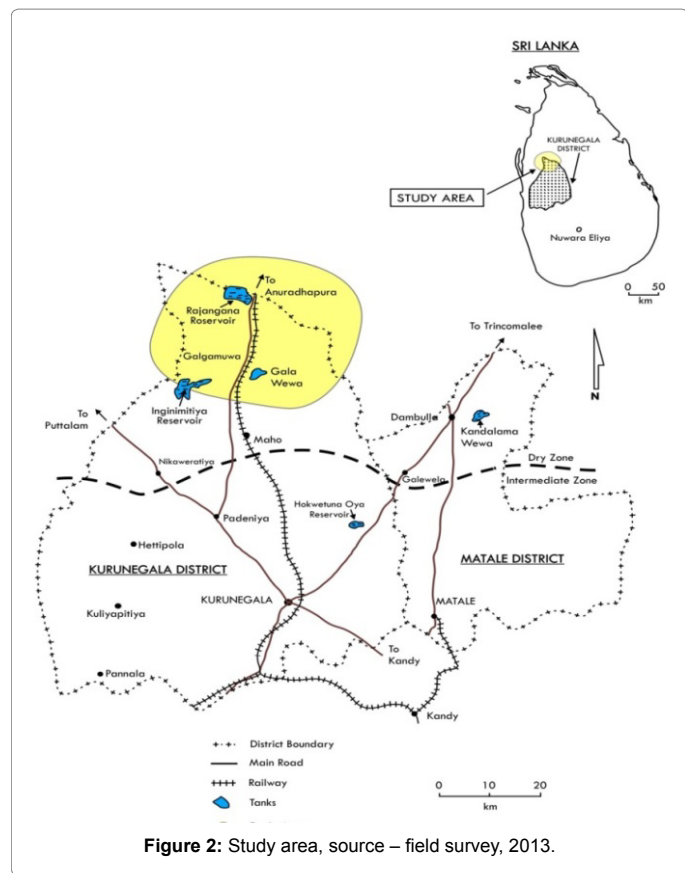 SRI LANKA
KURUNEGALA
DISTRICT
STUDY AREA
Nuwara Eliya
0 50
km
To
Anuradhapura
Rajangana
Roservoir
To Trincomalee
Galgamuwa
Gala
Wewa
N
Inginimitiya
Reservoir
To
Puttalam
Dambulla
Kandalama
Wewa
Maho
Dry Zone
Nikaweratiya
Galewela
Intermediate Zone
Hokwetuna Oya
Reservoir
Padeniya
Hettipola
KURUNEGALA DISTRICT
MATALE DISTRICT
KURUNEGALA
MATALE
Kuliyapitiya
To
Kandy
Pannala
Kandy
District Boundary
Main Road
Railway
Tanks
0 10 20
km
Figure 2: Study area, source – field survey, 2013.